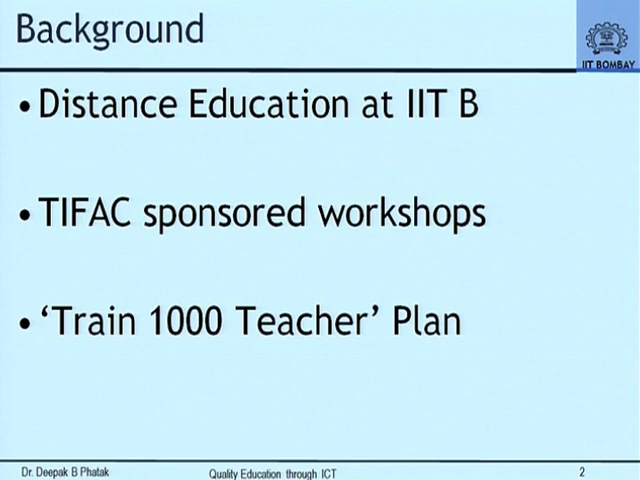 Background
IIT BOMBAY
• Distance Education at IIT B
• TIFAC sponsored workshops
• ‘Train 1000 Teacher’ Plan
Dr. Deepak B Phatak
Quality Education through ICT
2